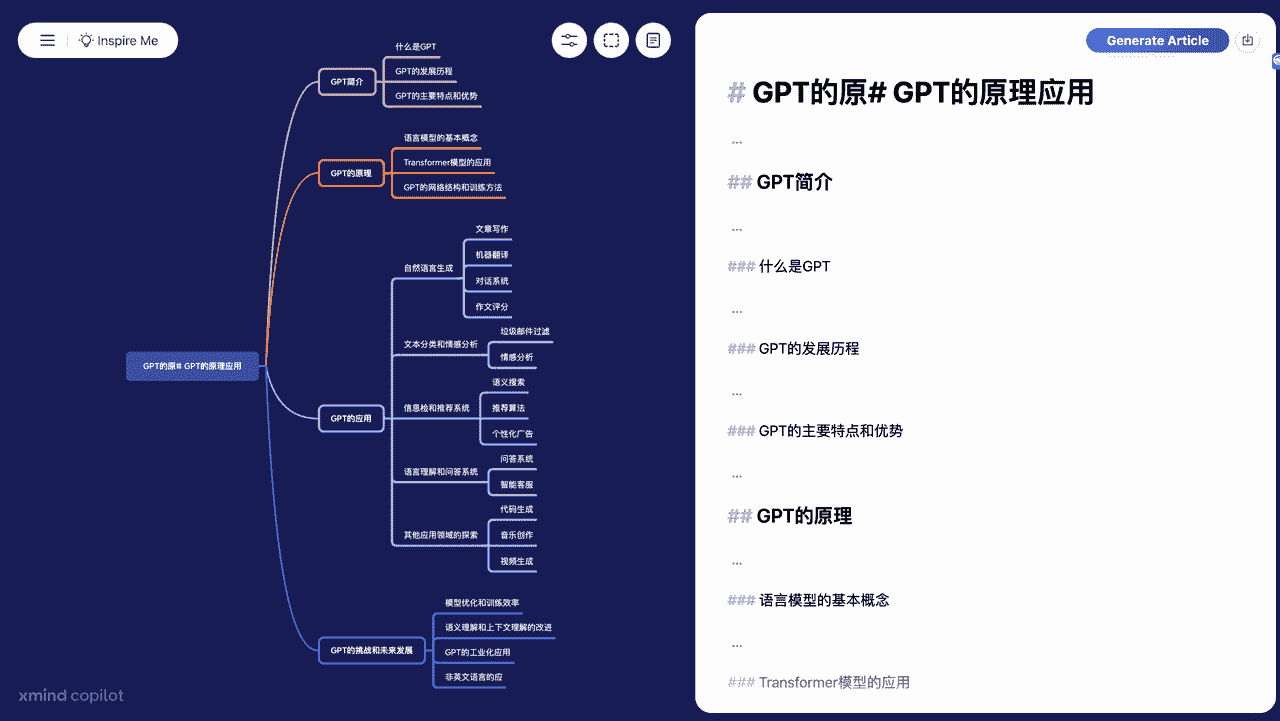 Inspire Me
什么是GPT
GPT的发展历程
GPT的主要特点和优势
GPT简介
语言模型的基本概念
Transformer模型的应用
GPT的网络结构和训练方法
GPT的原理
文章写作
机器翻译
对话系统
作文评分
自然语言生成
垃圾邮件过滤
情感分析
文本分类和情感分析
语义搜索
推荐算法
个性化广告
信息检和推荐系统
问答系统
智能客服
语言理解和问答系统
代码生成
音乐创作
视频生成
其他应用领域的探索
GPT的应用
GPT的原# GPT的原理应用
模型优化和训练效率
语义理解和上下文理解的改进
GPT的工业化应用
非英文语言的应
GPT的挑战和未来发展
xmind copilot
Generate Article
# GPT的原# GPT的原理应用
...
## GPT简介
...
### 什么是GPT
...
### GPT的发展历程
...
### GPT的主要特点和优势
...
## GPT的原理
...
### 语言模型的基本概念
...
### Transformer模型的应用